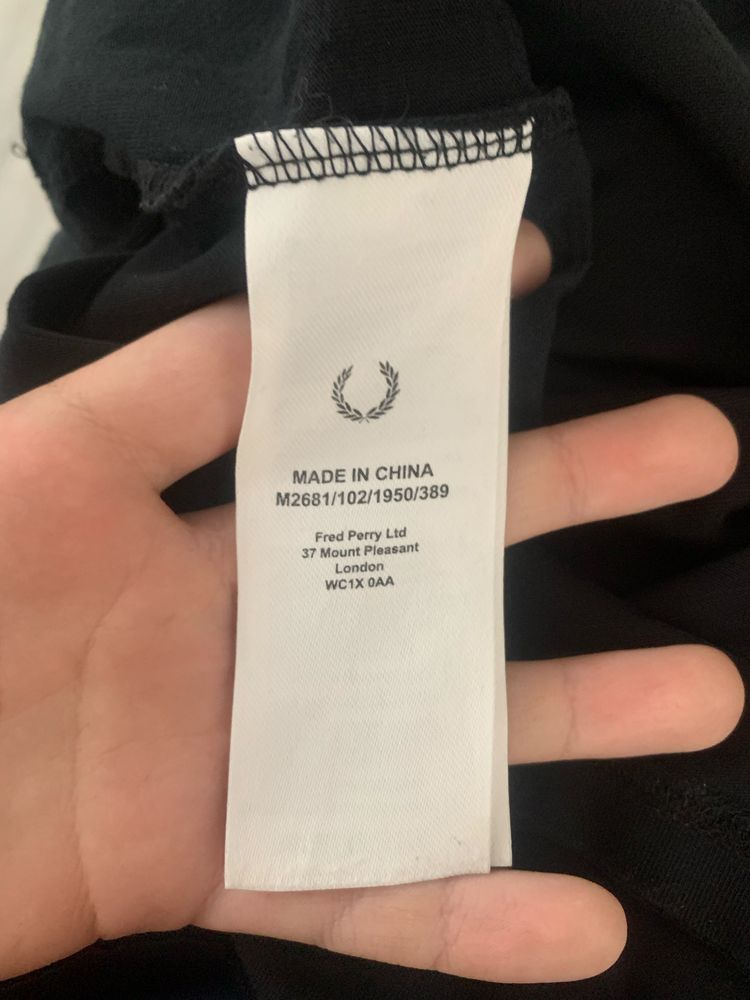 MADE IN CHINA
M2681/102/1950/389
Fred Perry Ltd
37 Mount Pleasant
London
WC1X 0AA